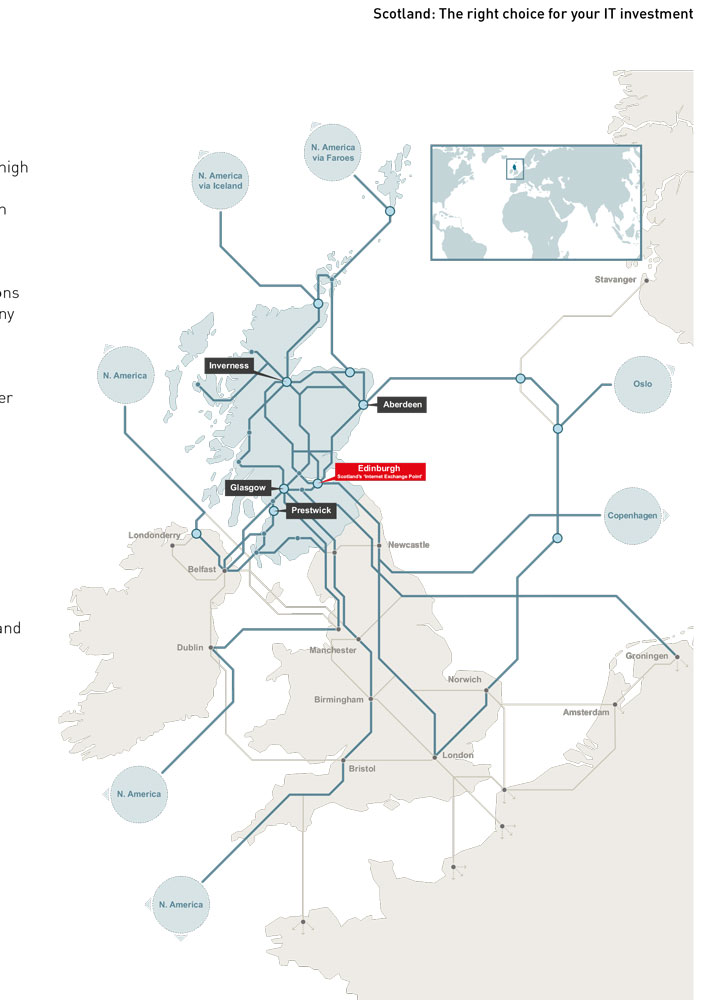 Scotland: The right choice for your IT investment
high
ons
ny
er
and
N. America
via Faroes
N. America
via Iceland
Stavanger
Inverness
N. America
Oslo
Aberdeen
Edinburgh
Scotland's 'Internet Exchange Point'
Glasgow
Prestwick
Copenhagen
Londonderry
Newcastle
Belfast
Dublin
Manchester
Groningen
Norwich
Birmingham
Amsterdam
London
Bristol
N. America
N. America